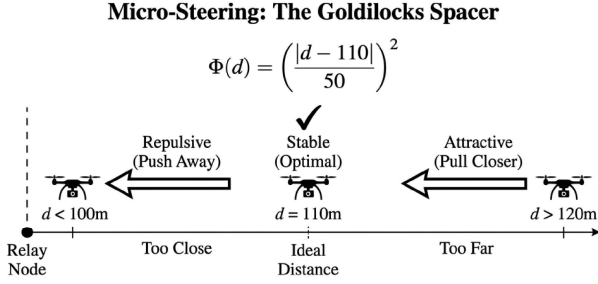 Micro-Steering: The Goldilocks Spacer
Φ(d) = (|d − 110| / 50)²
Repulsive
(Push Away)
Stable
(Optimal)
Attractive
(Pull Closer)
d < 100m
d = 110m
d > 120m
Relay
Node
Too Close
Ideal
Distance
Too Far